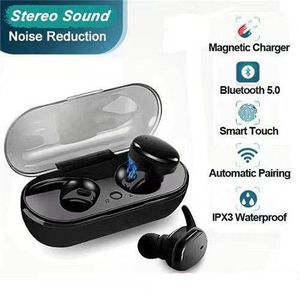 Stereo Sound
Noise Reduction
Magnetic Charger
Bluetooth 5.0
Smart Touch
Automatic Pairing
IPX3 Waterproof